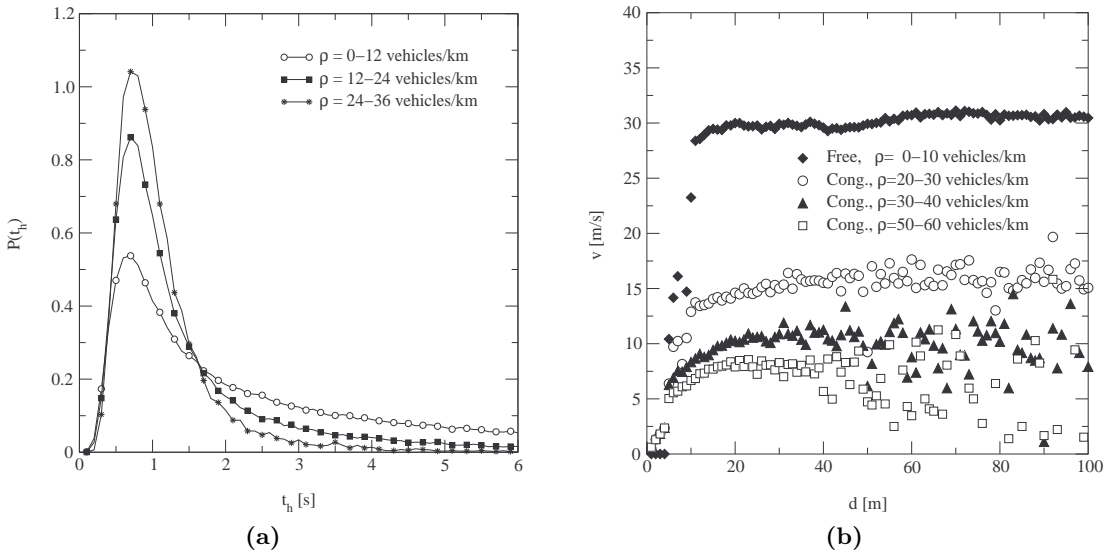 1.2
1.0
0.8
0.6
0.4
0.2
0
P(t_h)
ρ = 0–12 vehicles/km
ρ = 12–24 vehicles/km
ρ = 24–36 vehicles/km
0 1 2 3 4 5 6
t_h [s]
(a)
40
35
30
25
20
15
10
5
0
v [m/s]
Free, ρ= 0–10 vehicles/km
Cong., ρ=20–30 vehicles/km
Cong., ρ=30–40 vehicles/km
Cong., ρ=50–60 vehicles/km
0 20 40 60 80 100
d [m]
(b)